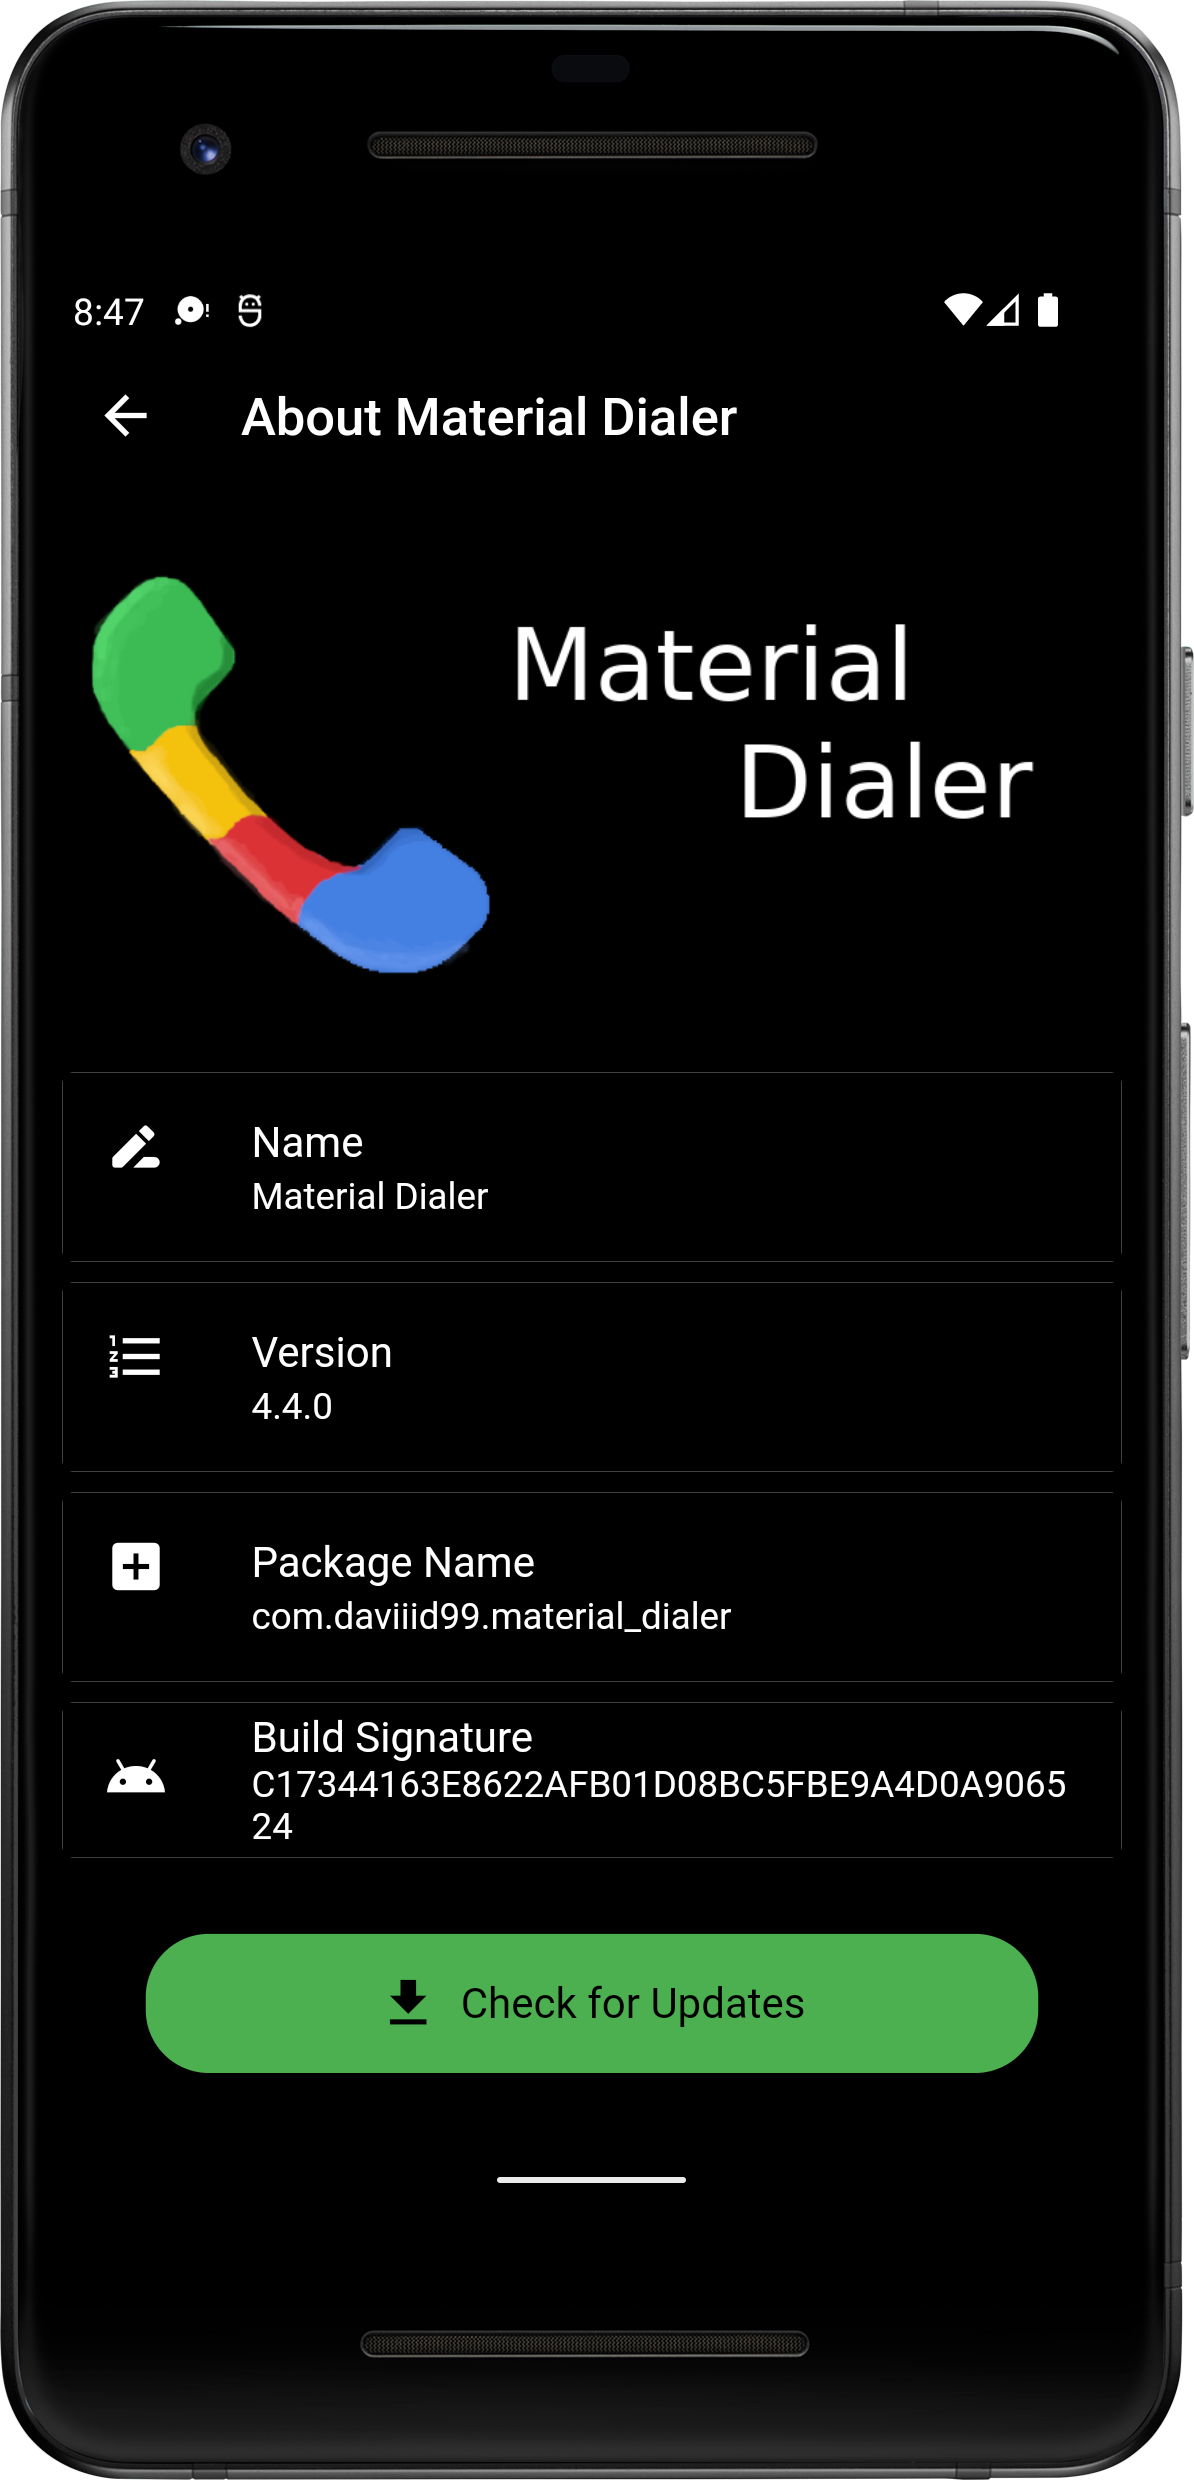 8:47
About Material Dialer
Material
Dialer
Name
Material Dialer
Version
4.4.0
Package Name
com.daviiid99.material_dialer
Build Signature
C17344163E8622AFB01D08BC5FBE9A4D0A9065
24
Check for Updates